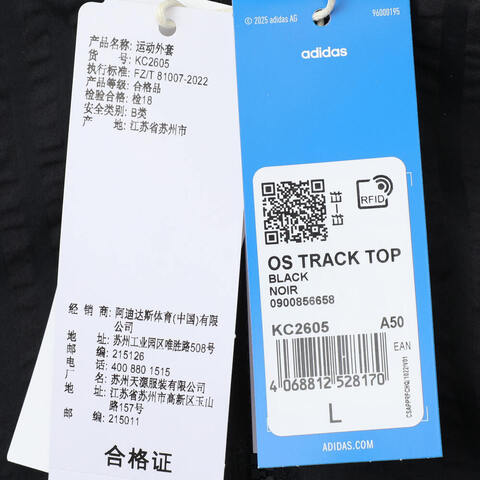 产品名称: 运动外套
货 号: KC2605
执行标准: FZ/T 81007-2022
产品等级: 合格品
检验合格: 检18
安全类别: B类
产 地: 江苏省苏州市
经 销 商: 阿迪达斯体育(中国)有限
公司
地 址: 苏州工业园区唯胜路508号
邮 编: 215126
电 话: 400 880 1515
厂 名: 苏州天源服装有限公司
地 址: 江苏省苏州市高新区玉山
路157号
邮 编: 215011
合格证
© 2025 adidas AG
96000195
adidas
RFID
OS TRACK TOP
BLACK
NOIR
0900856658
KC2605 A50
EAN
4 068812 528170
L
ADIDAS.COM